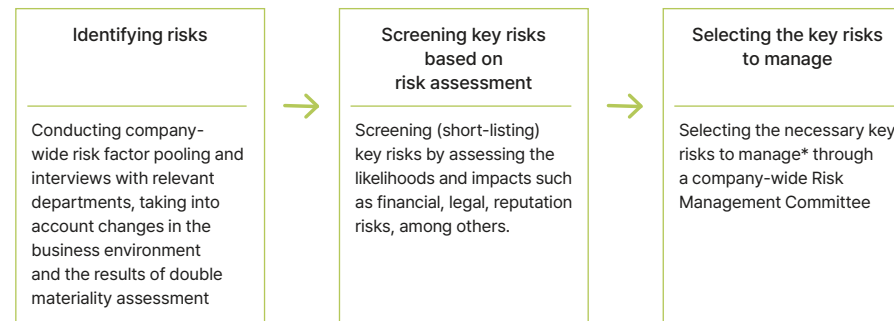 Identifying risks
Conducting company-
wide risk factor pooling and
interviews with relevant
departments, taking into
account changes in the
business environment
and the results of double
materiality assessment
Screening key risks
based on
risk assessment
Screening (short-listing)
key risks by assessing the
likelihoods and impacts such
as financial, legal, reputation
risks, among others.
Selecting the key risks
to manage
Selecting the necessary key
risks to manage* through
a company-wide Risk
Management Committee